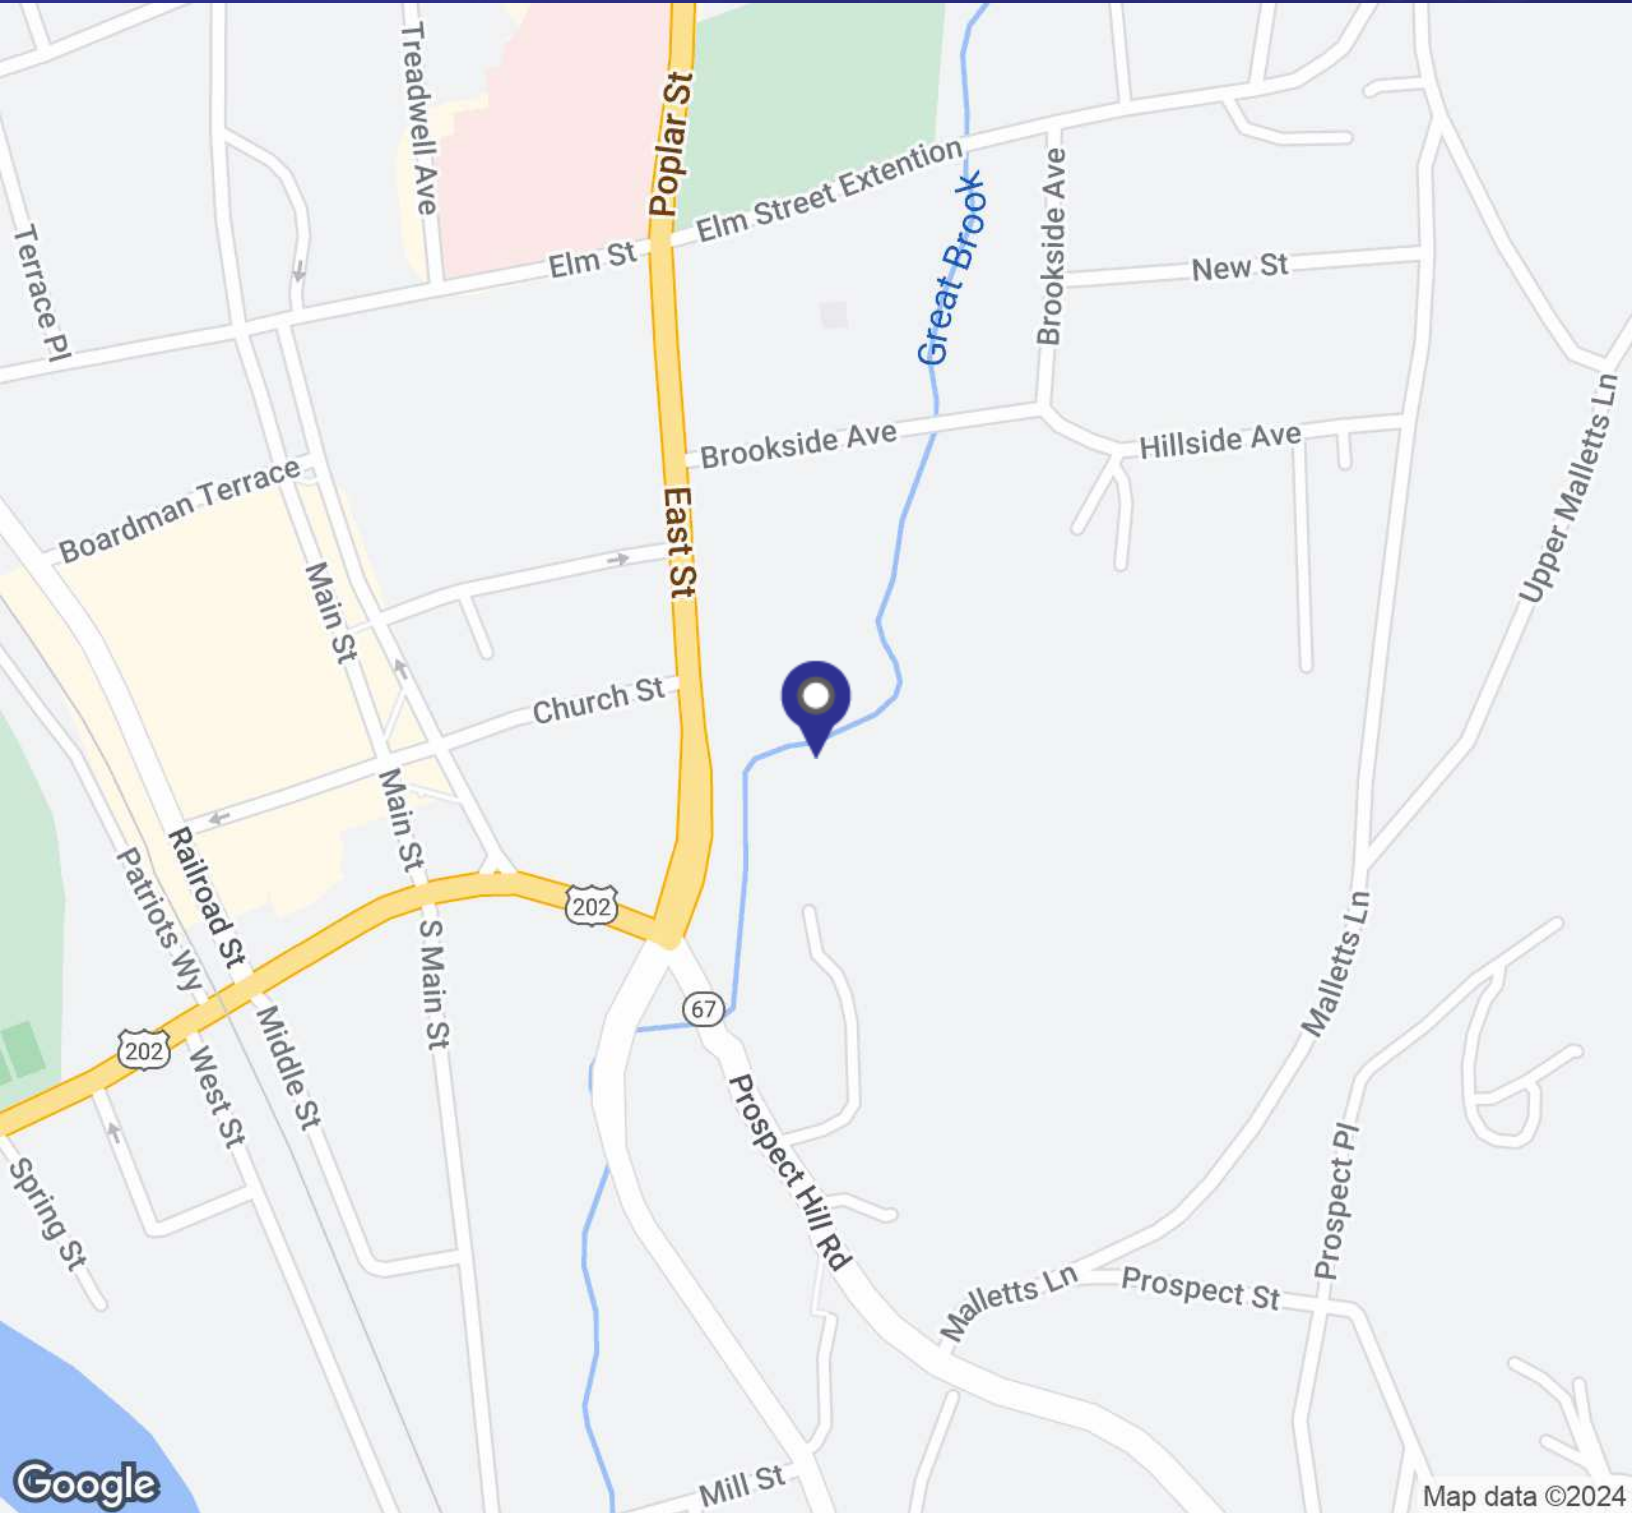 Treadwell Ave
Poplar St
Elm Street Extention
Great Brook
Brookside Ave
Terrace Pl
Elm St
New St
Brookside Ave
Hillside Ave
Upper Malletts Ln
Boardman Terrace
East St
Main St
Church St
Main St
Railroad St
Patriots Wy
202
S Main St
Malletts Ln
67
202
Middle St
West St
Prospect Hill Rd
Prospect Pl
Spring St
Malletts Ln
Prospect St
Mill St
Google
Map data ©2024